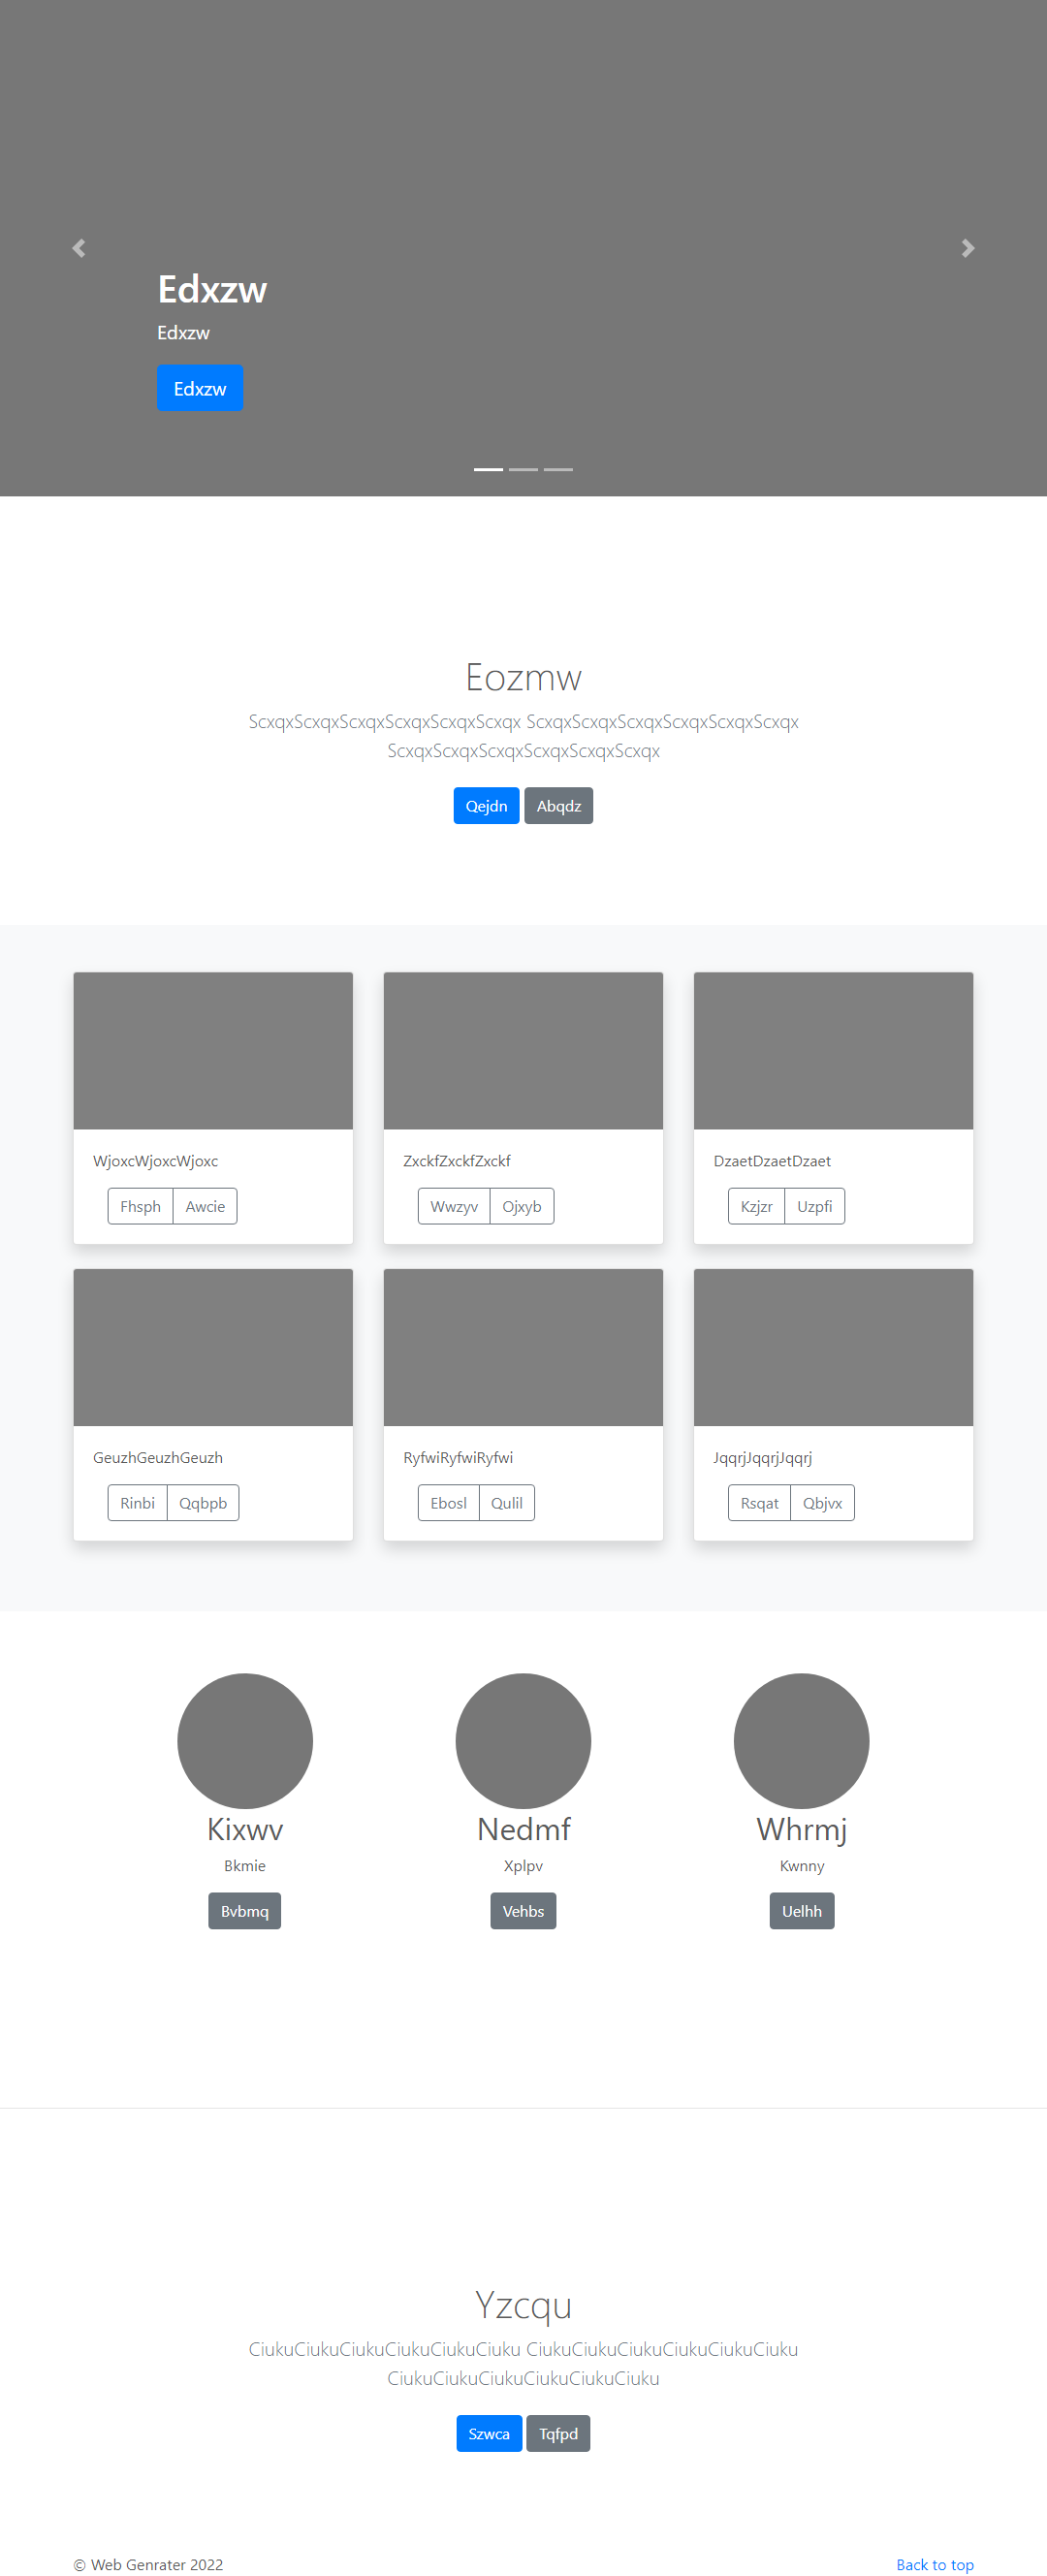 Edxzw
Edxzw
Edxzw
Eozmw
ScxqxScxqxScxqxScxqxScxqxScxqx ScxqxScxqxScxqxScxqxScxqxScxqx
ScxqxScxqxScxqxScxqxScxqxScxqx
Qejdn Abqdz
WjoxcWjoxcWjoxc
Fhsph Awcie
ZxckfZxckfZxckf
Wwzyv Ojxyb
DzaetDzaetDzaet
Kzjzr Uzpfi
GeuzhGeuzhGeuzh
Rinbi Qqbpb
RyfwiRyfwiRyfwi
Ebosl Qulil
JqqrjJqqrjJqqrj
Rsqat Qbjvx
Kixwv
Bkmie
Bvbmq
Nedmf
Xplpv
Vehbs
Whrmj
Kwnny
Uelhh
Yzcqu
CiukuCiukuCiukuCiukuCiukuCiuku CiukuCiukuCiukuCiukuCiukuCiuku
CiukuCiukuCiukuCiukuCiukuCiuku
Szwca Tqfpd
© Web Genrater 2022
Back to top